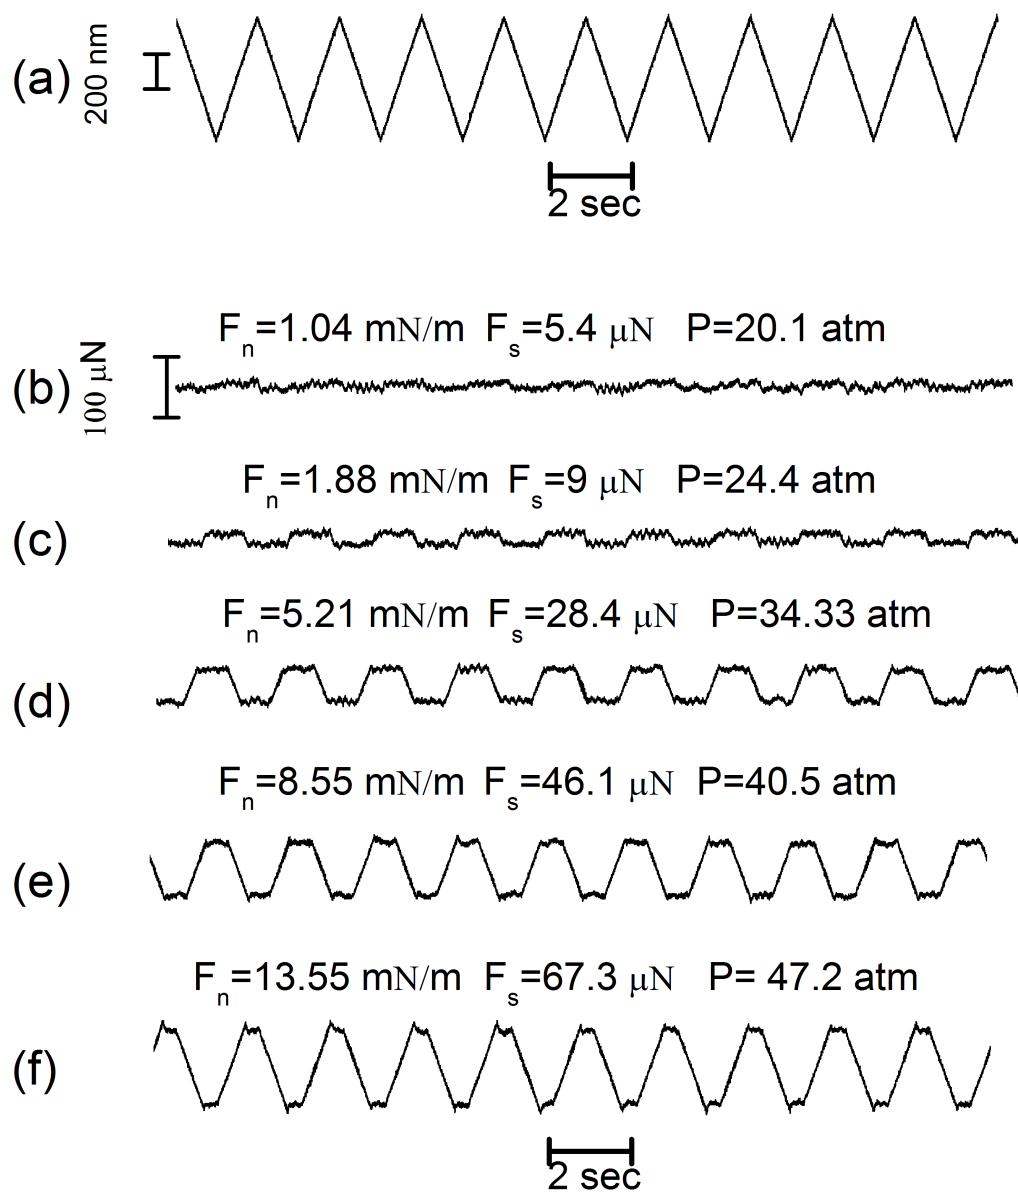 (a)
200 nm
2 sec
Fn=1.04 mN/m Fs=5.4 μN P=20.1 atm
(b)
100 μN
Fn=1.88 mN/m Fs=9 μN P=24.4 atm
(c)
Fn=5.21 mN/m Fs=28.4 μN P=34.33 atm
(d)
Fn=8.55 mN/m Fs=46.1 μN P=40.5 atm
(e)
Fn=13.55 mN/m Fs=67.3 μN P= 47.2 atm
(f)
2 sec